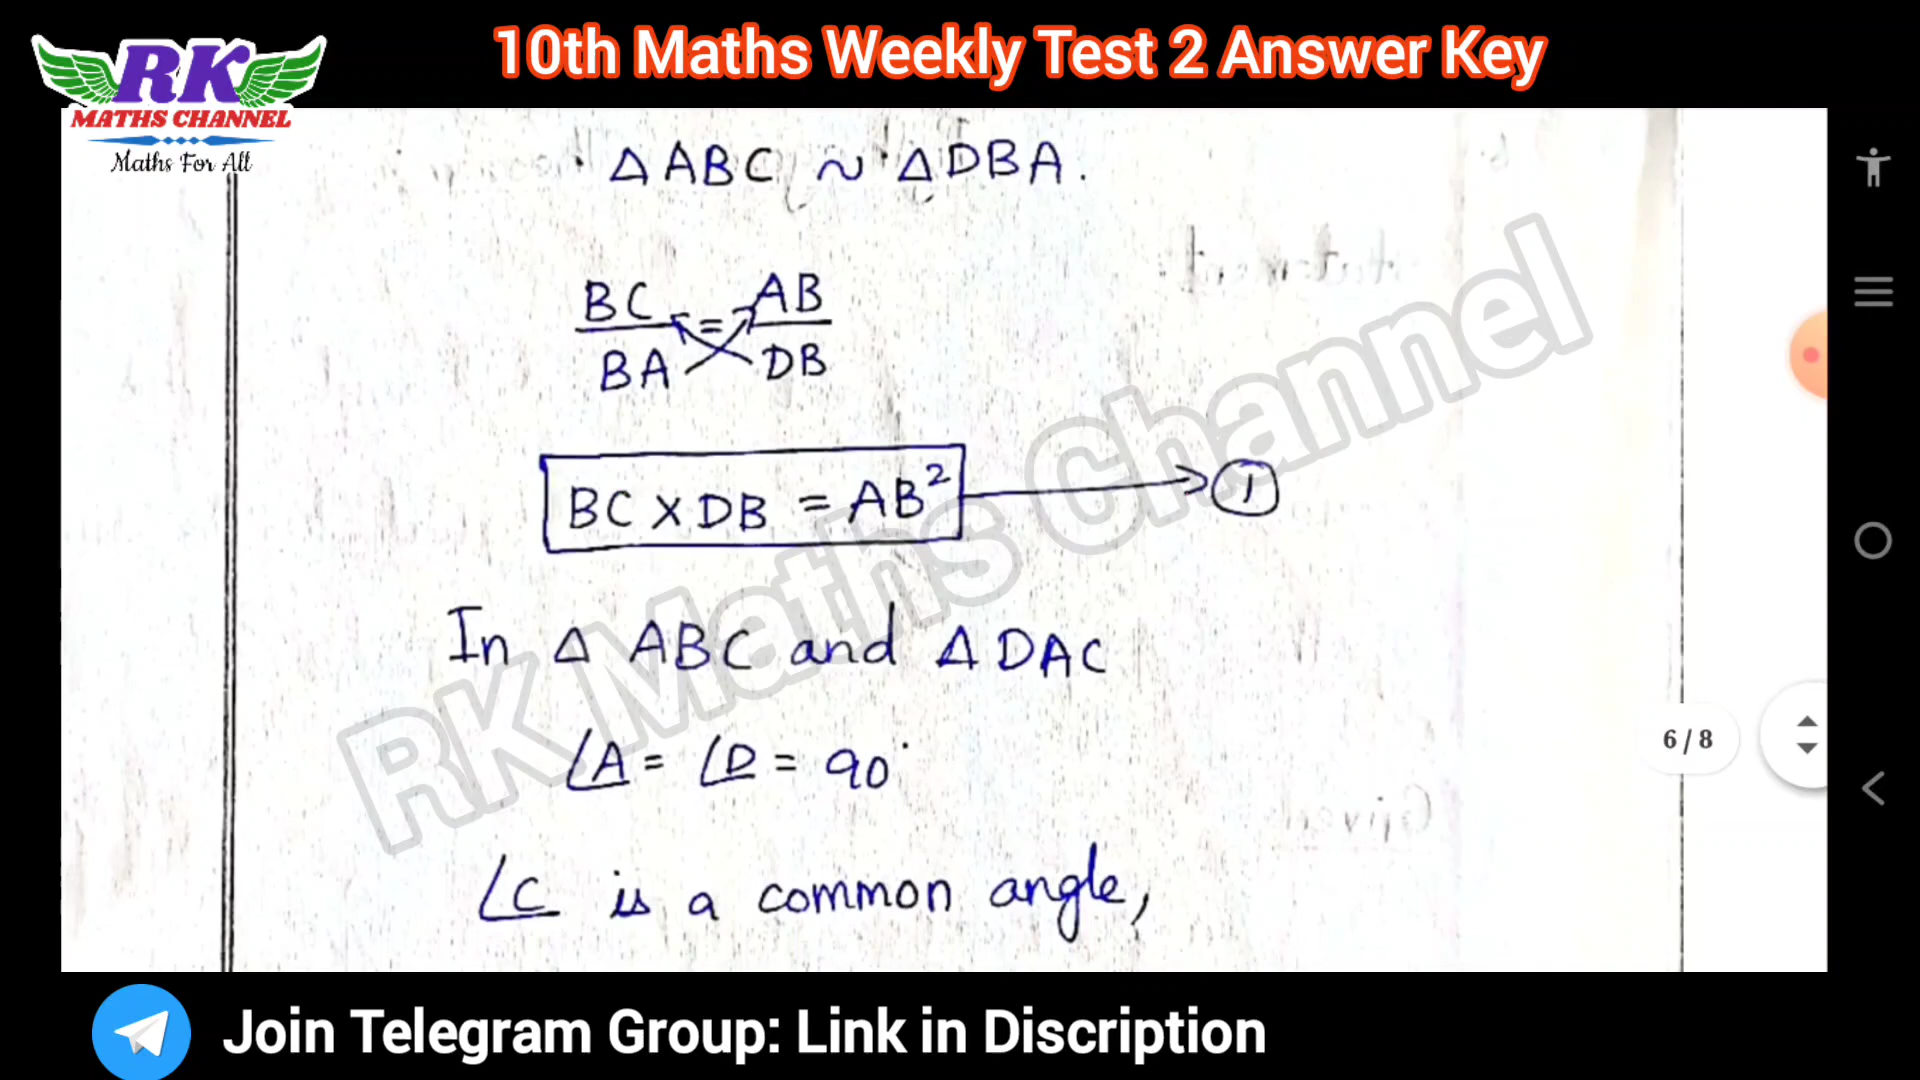 10th Maths Weekly Test 2 Answer Key
RK
MATHS CHANNEL
Maths For All
Δ ABC ~ Δ DBA.
BC/BA = AB/DB
BC X DB = AB² → ①
In Δ ABC and Δ DAC
∠A = ∠D = 90°
∠C is a common angle,
RK Maths Channel
6 / 8
Join Telegram Group: Link in Discription